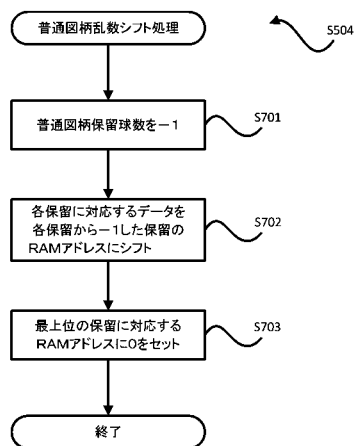 普通図柄乱数シフト処理
S504
普通図柄保留球数を－1
S701
各保留に対応するデータを
各保留から－1した保留の
RAMアドレスにシフト
S702
最上位の保留に対応する
RAMアドレスに0をセット
S703
終了